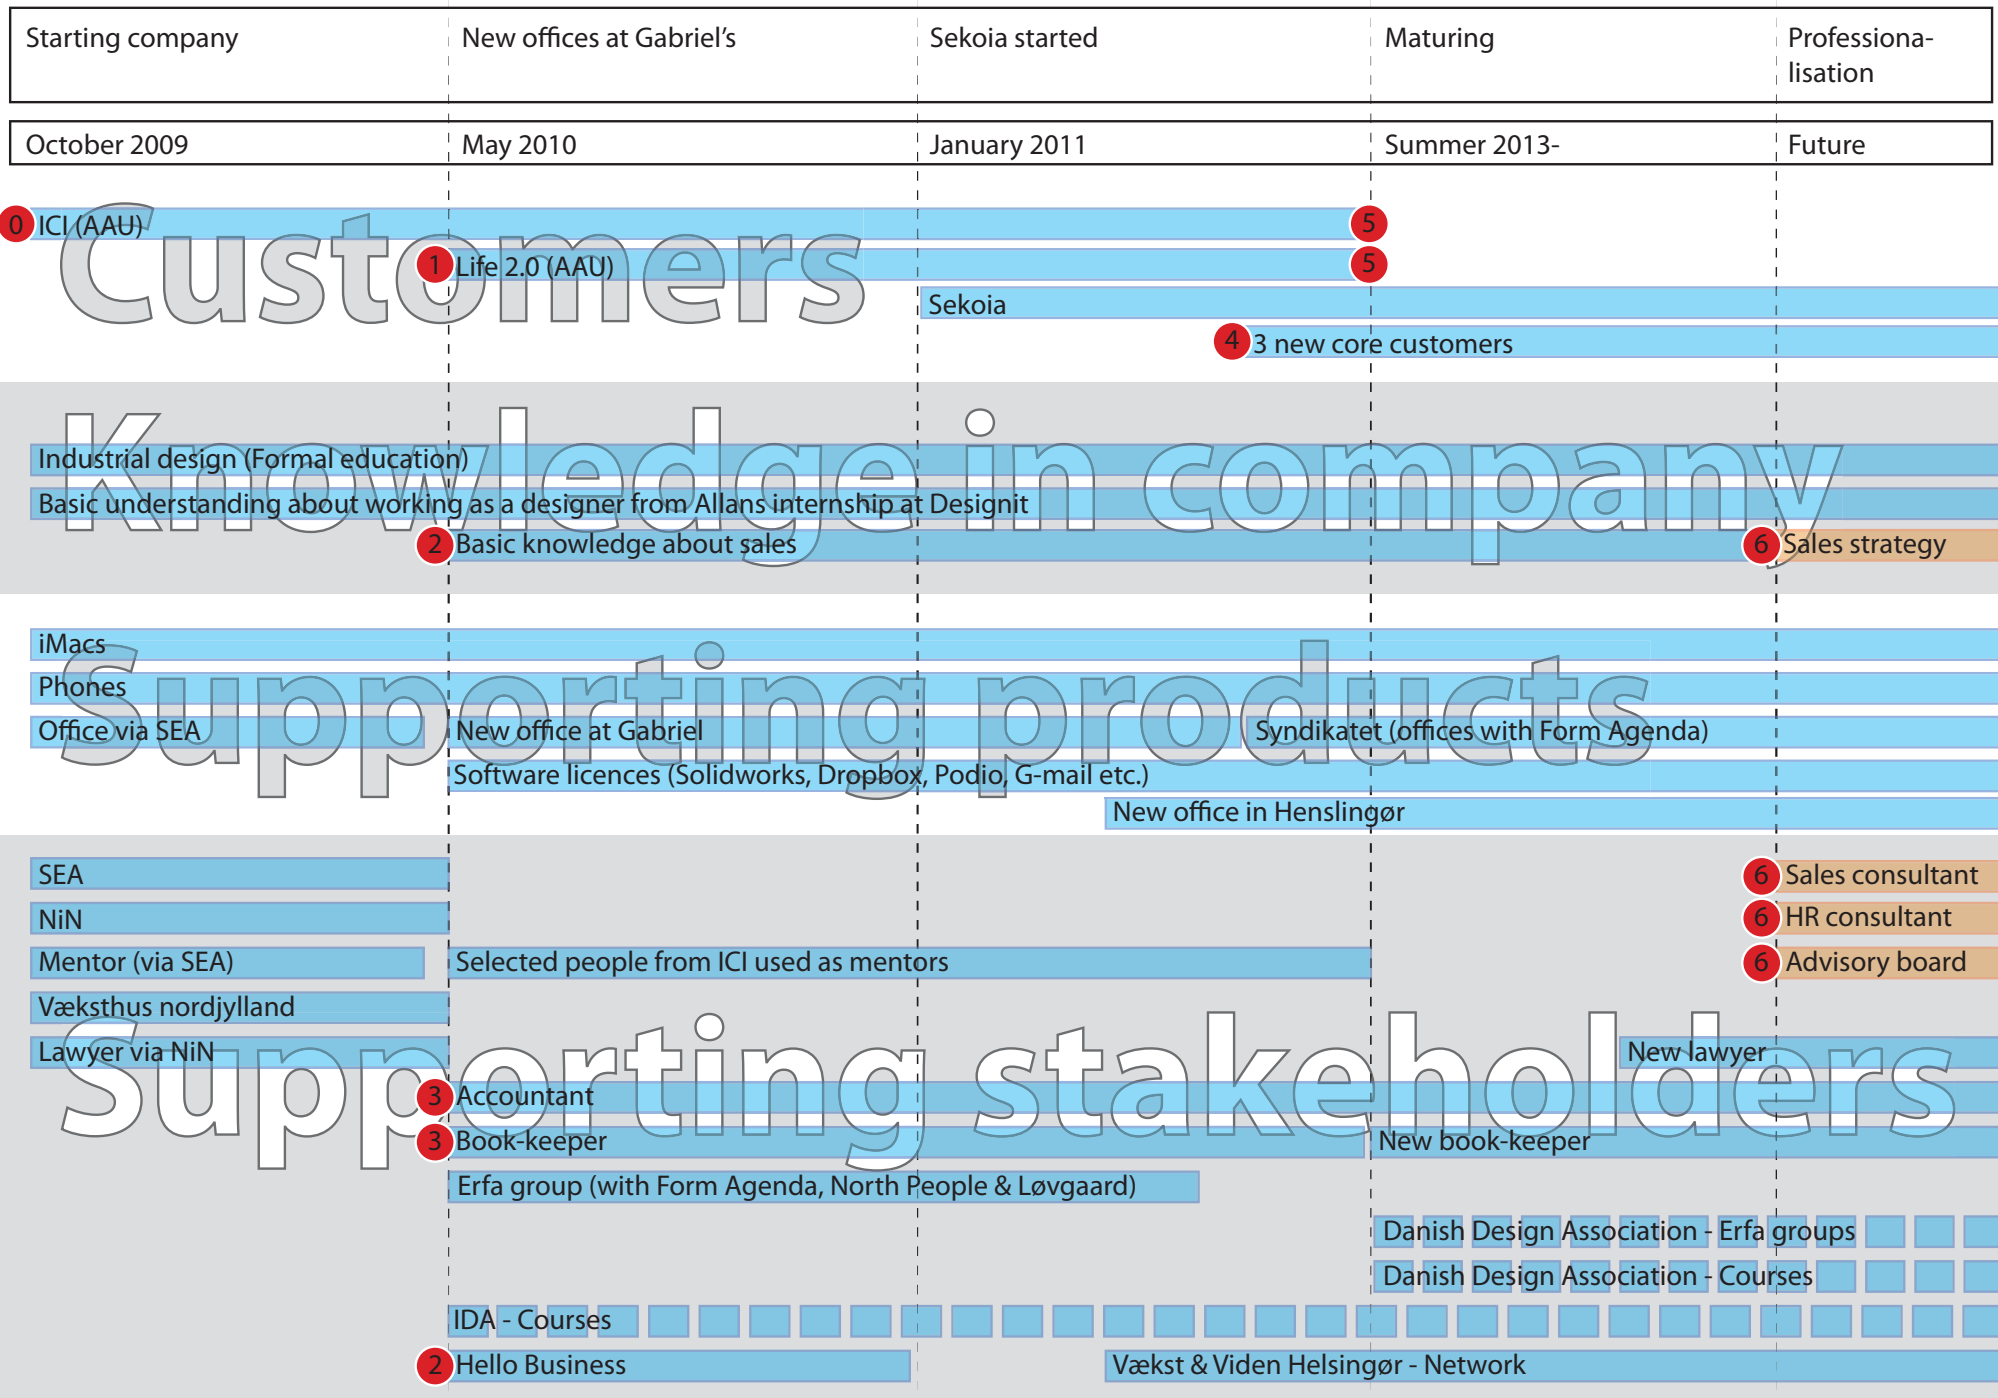 Starting company
New offices at Gabriel’s
Sekoia started
Maturing
Professiona-
lisation
October 2009
May 2010
January 2011
Summer 2013-
Future
Customers
0 ICI (AAU) 5
1 Life 2.0 (AAU) 5
Sekoia
4 3 new core customers
Knowledge in company
Industrial design (Formal education)
Basic understanding about working as a designer from Allans internship at Designit
2 Basic knowledge about sales
6 Sales strategy
Supporting products
iMacs
Phones
Office via SEA
New office at Gabriel
Syndikatet (offices with Form Agenda)
Software licences (Solidworks, Dropbox, Podio, G-mail etc.)
New office in Henslingør
Supporting stakeholders
SEA
6 Sales consultant
NiN
6 HR consultant
Mentor (via SEA)
Selected people from ICI used as mentors
6 Advisory board
Væksthus nordjylland
Lawyer via NiN
New lawyer
3 Accountant
3 Book-keeper
New book-keeper
Erfa group (with Form Agenda, North People & Løvgaard)
Danish Design Association - Erfa groups
Danish Design Association - Courses
IDA - Courses
2 Hello Business
Vækst & Viden Helsingør - Network